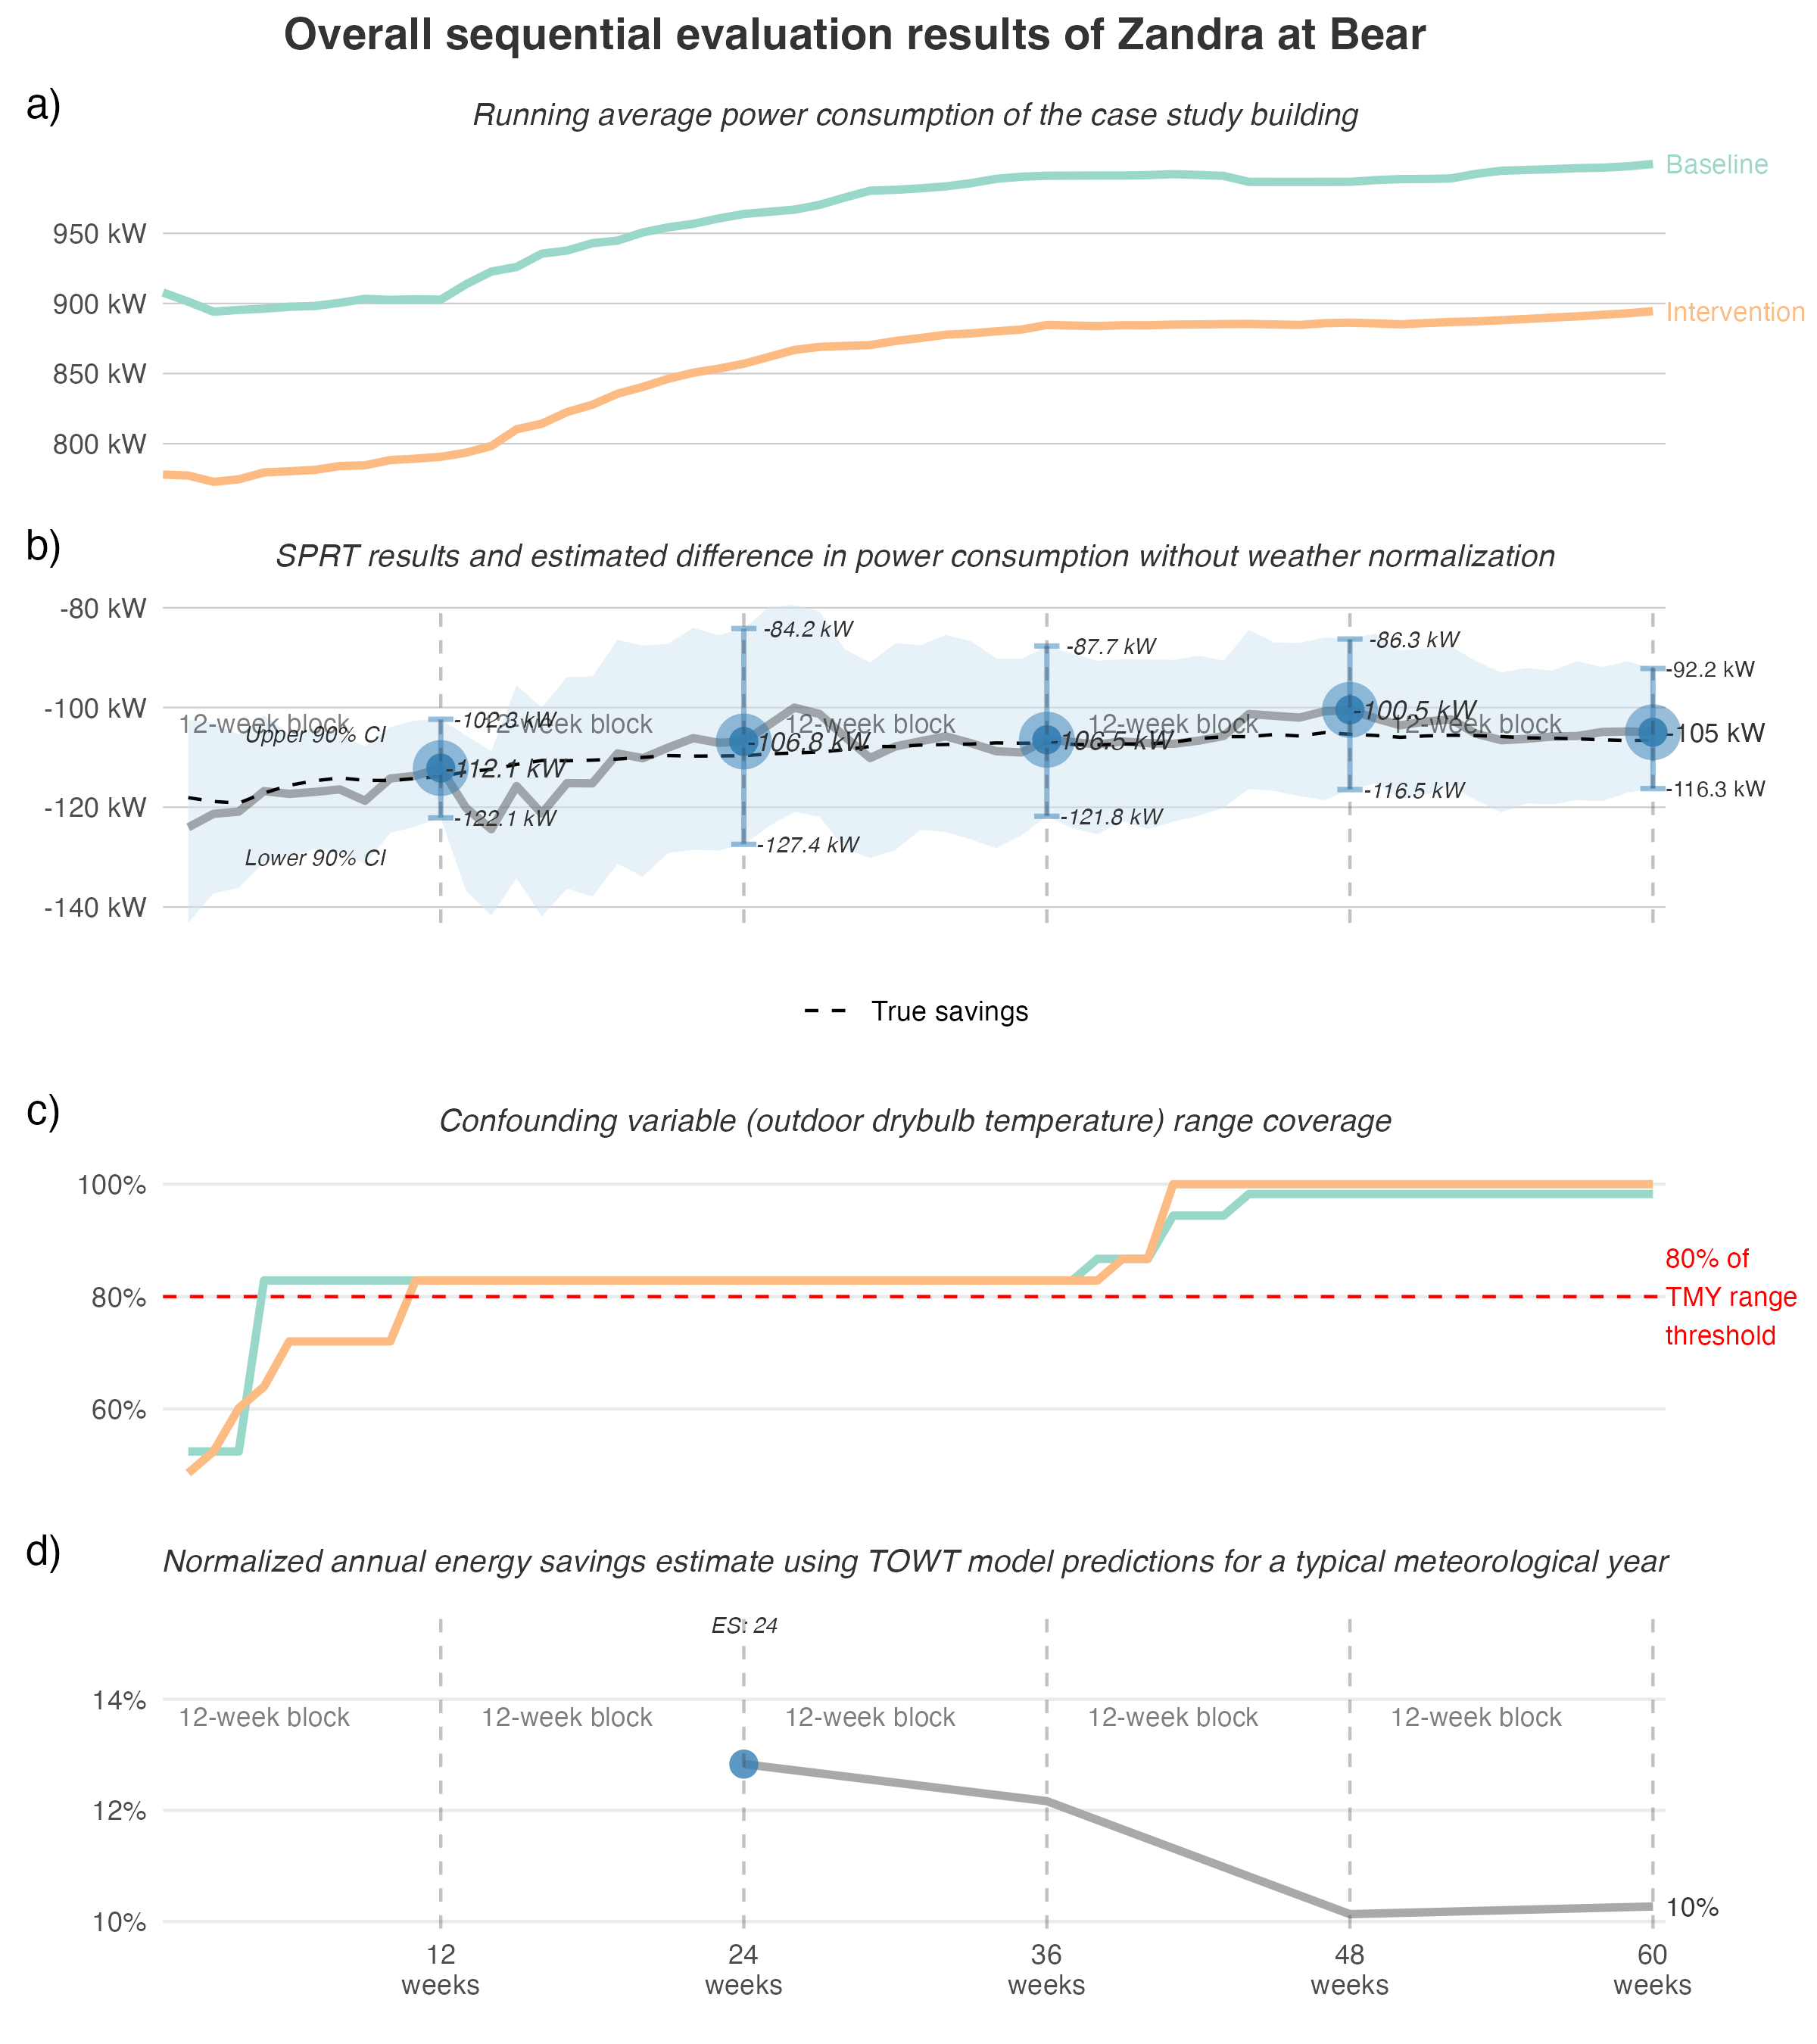 Overall sequential evaluation results of Zandra at Bear
a)
Running average power consumption of the case study building
Baseline
950 kW
900 kW
Intervention
850 kW
800 kW
b)
SPRT results and estimated difference in power consumption without weather normalization
-80 kW
-84.2 kW
-87.7 kW
-86.3 kW
-92.2 kW
-100 kW
12-week block
12-week block
12-week block
12-week block
12-week block
Upper 90% CI
-102.3 kW
-112.1 kW
-106.8 kW
-106.5 kW
-100.5 kW
-105 kW
-120 kW
-122.1 kW
-127.4 kW
-121.8 kW
-116.5 kW
-116.3 kW
Lower 90% CI
-140 kW
True savings
c)
Confounding variable (outdoor drybulb temperature) range coverage
100%
80%
60%
80% of
TMY range
threshold
d)
Normalized annual energy savings estimate using TOWT model predictions for a typical meteorological year
ES: 24
14%
12-week block
12-week block
12-week block
12-week block
12-week block
12%
10%
10%
12
weeks
24
weeks
36
weeks
48
weeks
60
weeks